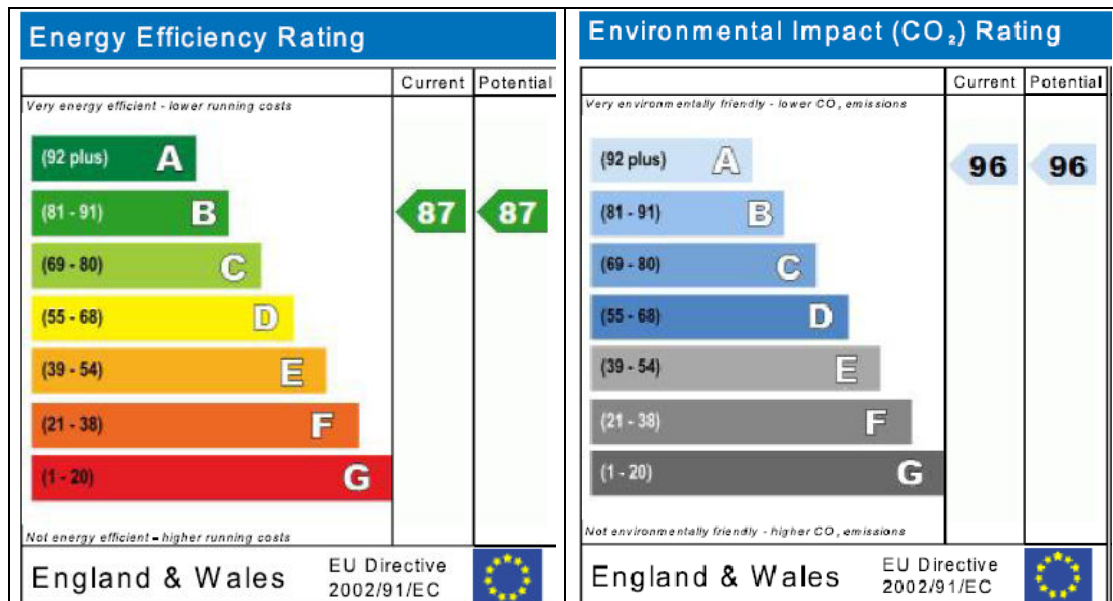 Energy Efficiency Rating
Current Potential
Very energy efficient - lower running costs
(92 plus) A
(81 - 91) B
87 87
(69 - 80) C
(55 - 68) D
(39 - 54) E
(21 - 38) F
(1 - 20) G
Not energy efficient - higher running costs
England & Wales
EU Directive
2002/91/EC
Environmental Impact (CO₂) Rating
Current Potential
Very environmentally friendly - lower CO₂ emissions
(92 plus) A
96 96
(81 - 91) B
(69 - 80) C
(55 - 68) D
(39 - 54) E
(21 - 38) F
(1 - 20) G
Not environmentally friendly - higher CO₂ emissions
England & Wales
EU Directive
2002/91/EC